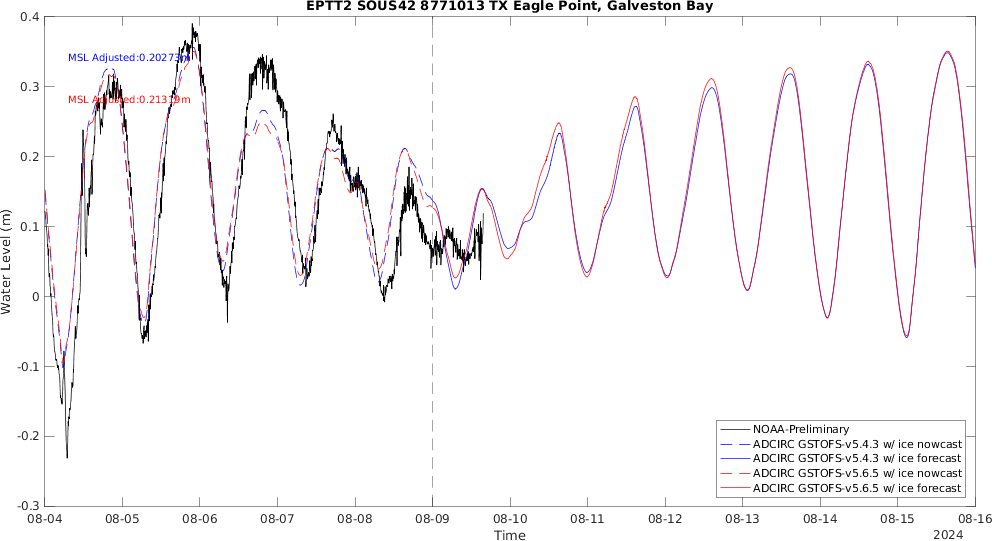 EPTT2 SOUS42 8771013 TX Eagle Point, Galveston Bay
0.4
0.3
0.2
0.1
0
-0.1
-0.2
-0.3
Water Level (m)
MSL Adjusted:0.20273m
MSL Adjusted:0.21319m
NOAA-Preliminary
ADCIRC GSTOFS-v5.4.3 w/ ice nowcast
ADCIRC GSTOFS-v5.4.3 w/ ice forecast
ADCIRC GSTOFS-v5.6.5 w/ ice nowcast
ADCIRC GSTOFS-v5.6.5 w/ ice forecast
08-04 08-05 08-06 08-07 08-08 08-09 08-10 08-11 08-12 08-13 08-14 08-15 08-16
Time
2024